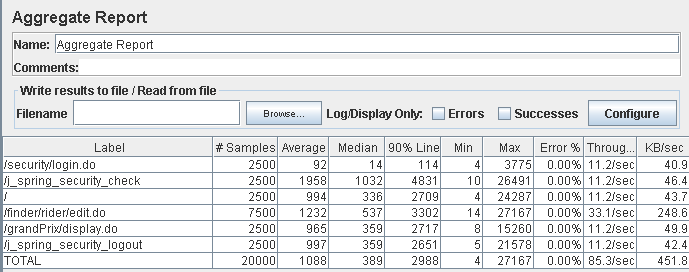 Aggregate Report
Name: Aggregate Report
Comments:
Write results to file / Read from file
Filename Browse... Log/Display Only: Errors Successes Configure
Label # Samples Average Median 90% Line Min Max Error % Throug... KB/sec
/security/login.do 2500 92 14 114 4 3775 0.00% 11.2/sec 40.9
/j_spring_security_check 2500 1958 1032 4831 10 26491 0.00% 11.2/sec 46.4
/ 2500 994 336 2709 4 24287 0.00% 11.2/sec 43.7
/finder/rider/edit.do 7500 1232 537 3302 14 27167 0.00% 33.1/sec 248.6
/grandPrix/display.do 2500 965 359 2717 8 15260 0.00% 11.2/sec 49.9
/j_spring_security_logout 2500 997 359 2651 5 21578 0.00% 11.2/sec 42.4
TOTAL 20000 1088 389 2988 4 27167 0.00% 85.3/sec 451.8